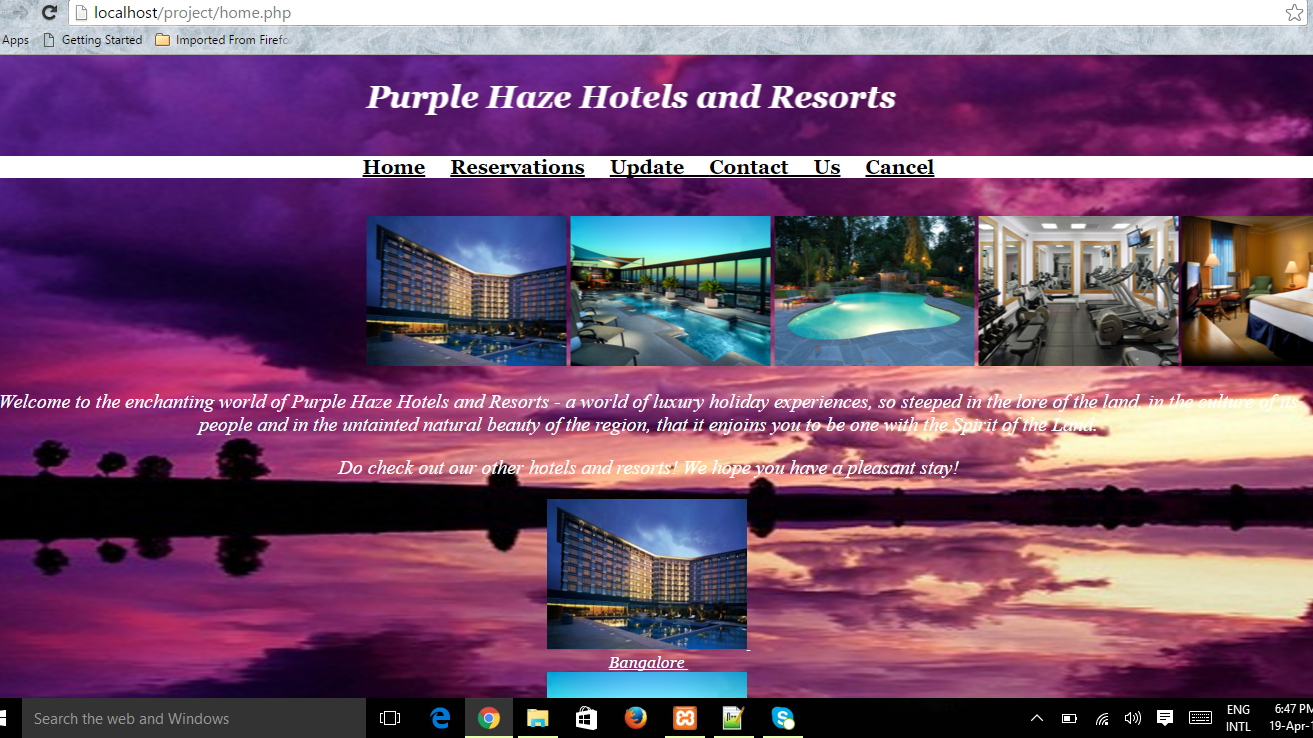 localhost/project/home.php
Apps Getting Started Imported From Firefo
Purple Haze Hotels and Resorts
Home Reservations Update Contact Us Cancel
Welcome to the enchanting world of Purple Haze Hotels and Resorts - a world of luxury holiday experiences, so steeped in the lore of the land, in the culture of its
people and in the untainted natural beauty of the region, that it enjoins you to be one with the Spirit of the Land.
Do check out our other hotels and resorts! We hope you have a pleasant stay!
Bangalore
Search the web and Windows
ENG 6:47 PM
INTL 19-Apr-1